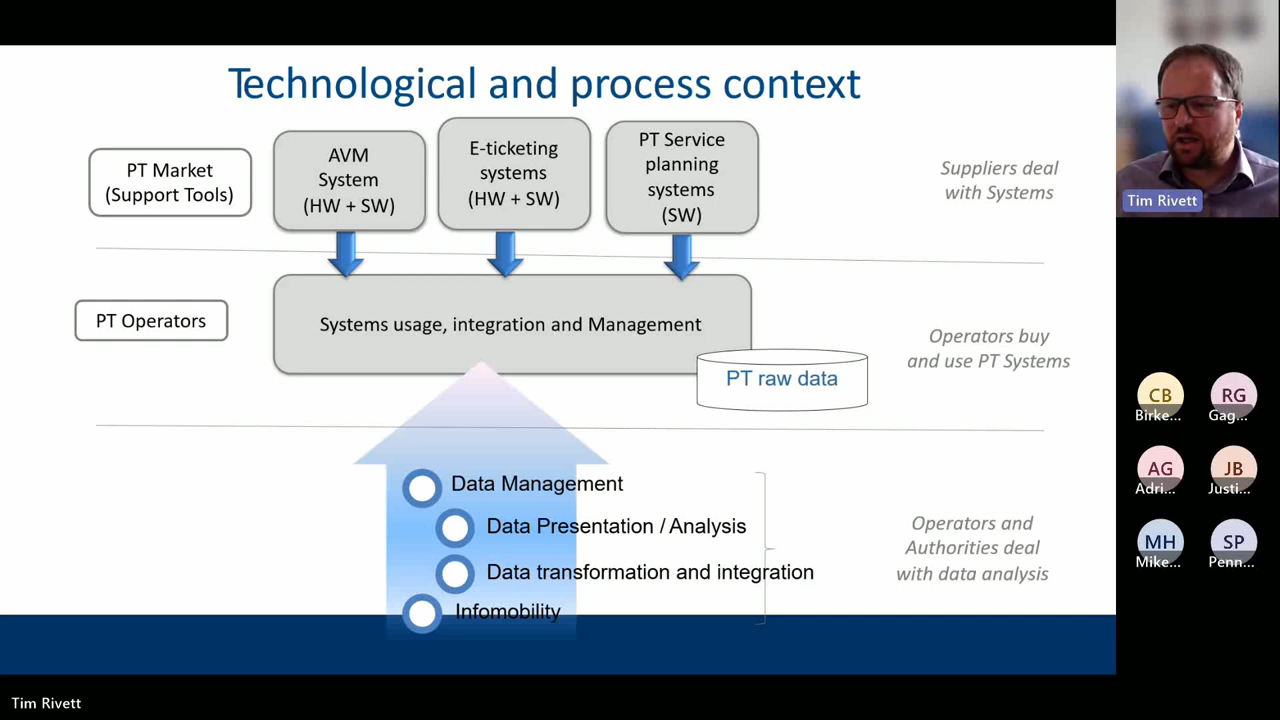 Technological and process context
PT Market
(Support Tools)
AVM
System
(HW + SW)
E-ticketing
systems
(HW + SW)
PT Service
planning
systems
(SW)
Suppliers deal
with Systems
PT Operators
Systems usage, integration and Management
PT raw data
Operators buy
and use PT Systems
Data Management
Data Presentation / Analysis
Data transformation and integration
Infomobility
Operators and
Authorities deal
with data analysis
Tim Rivett
CB
Birke...
RG
Gag...
AG
Adri...
JB
Justi...
MH
Mike...
SP
Penn...
Tim Rivett